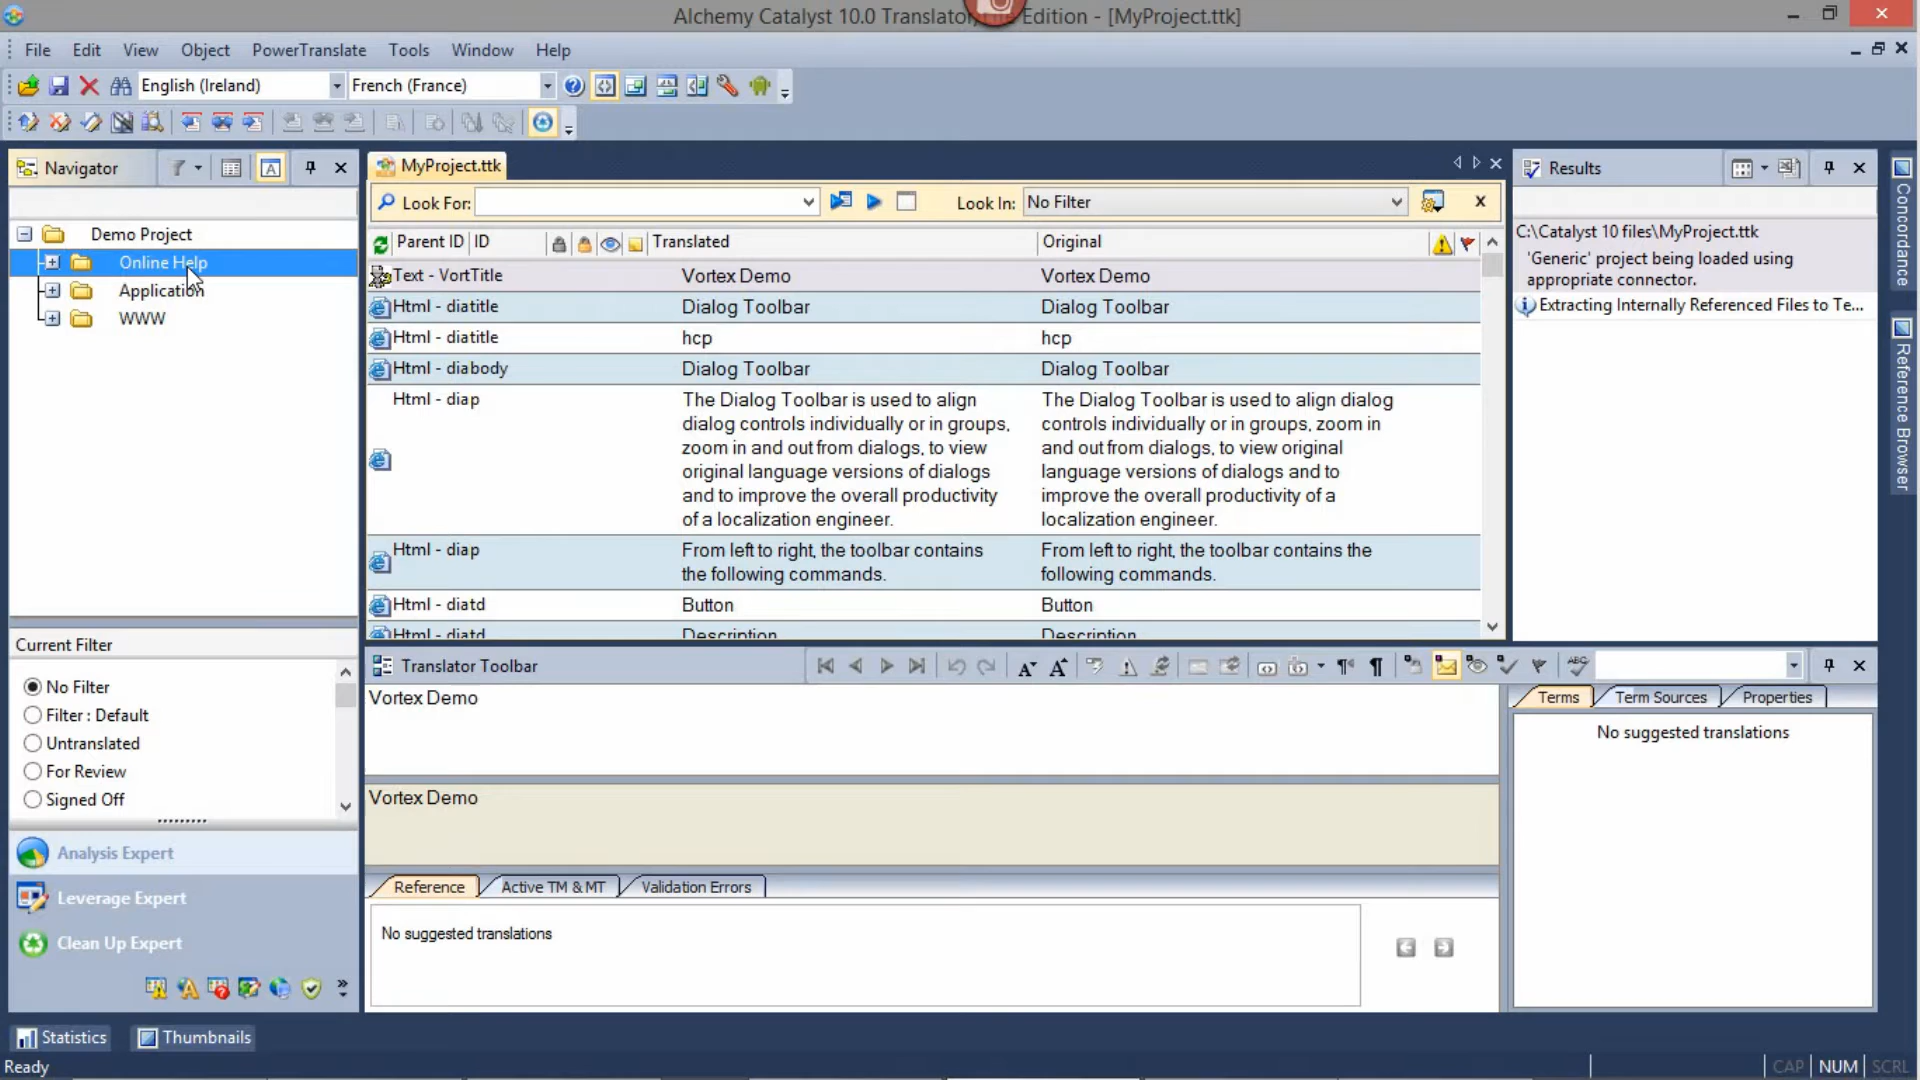 Alchemy Catalyst 10.0 Translator/ Edition - [MyProject.ttk]
File Edit View Object PowerTranslate Tools Window Help
English (Ireland) French (France)
Navigator
MyProject.ttk
Results
Concordance
Reference Browser
Look For: Look In: No Filter
Demo Project
Online Help
Application
WWW
Parent ID ID Translated Original
Text - VortTitle Vortex Demo Vortex Demo
Html - diatitle Dialog Toolbar Dialog Toolbar
Html - diatitle hcp hcp
Html - diabody Dialog Toolbar Dialog Toolbar
Html - diap
The Dialog Toolbar is used to align
dialog controls individually or in groups,
zoom in and out from dialogs, to view
original language versions of dialogs
and to improve the overall productivity
of a localization engineer.
The Dialog Toolbar is used to align dialog
controls individually or in groups, zoom in
and out from dialogs, to view original
language versions of dialogs and to
improve the overall productivity of a
localization engineer.
Html - diap
From left to right, the toolbar contains
the following commands.
From left to right, the toolbar contains the
following commands.
Html - diatd Button Button
Html - diatd Description Description
C:\Catalyst 10 files\MyProject.ttk
'Generic' project being loaded using
appropriate connector.
Extracting Internally Referenced Files to Te...
Current Filter
No Filter
Filter : Default
Untranslated
For Review
Signed Off
Analysis Expert
Leverage Expert
Clean Up Expert
Translator Toolbar
ABC
Vortex Demo
Vortex Demo
Terms Term Sources Properties
No suggested translations
Reference Active TM & MT Validation Errors
No suggested translations
Statistics Thumbnails
Ready CAP NUM SCRL